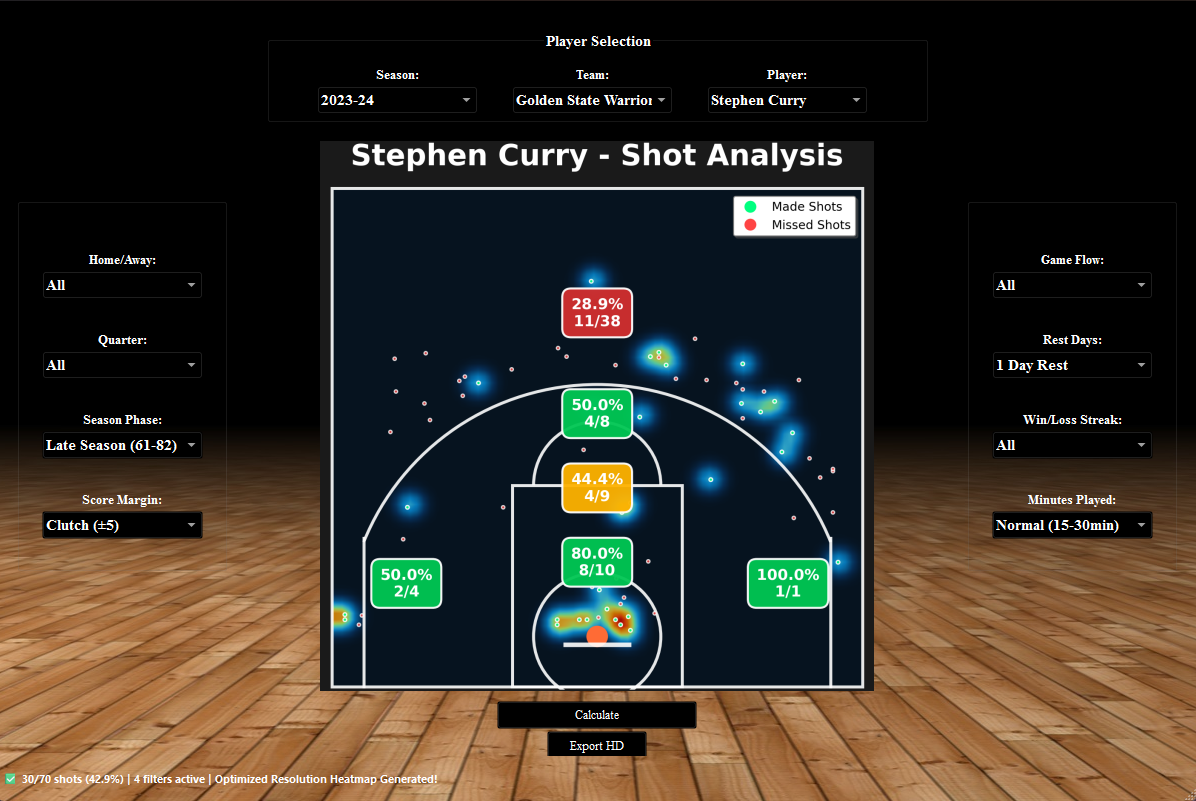 Player Selection
Season:
Team:
Player:
2023-24
Golden State Warrior
Stephen Curry
Stephen Curry - Shot Analysis
Made Shots
Missed Shots
Home/Away:
All
Quarter:
All
Season Phase:
Late Season (61-82)
Score Margin:
Clutch (±5)
28.9%
11/38
50.0%
4/8
44.4%
4/9
80.0%
8/10
50.0%
2/4
100.0%
1/1
Game Flow:
All
Rest Days:
1 Day Rest
Win/Loss Streak:
All
Minutes Played:
Normal (15-30min)
Calculate
Export HD
✅ 30/70 shots (42.9%) | 4 filters active | Optimized Resolution Heatmap Generated!